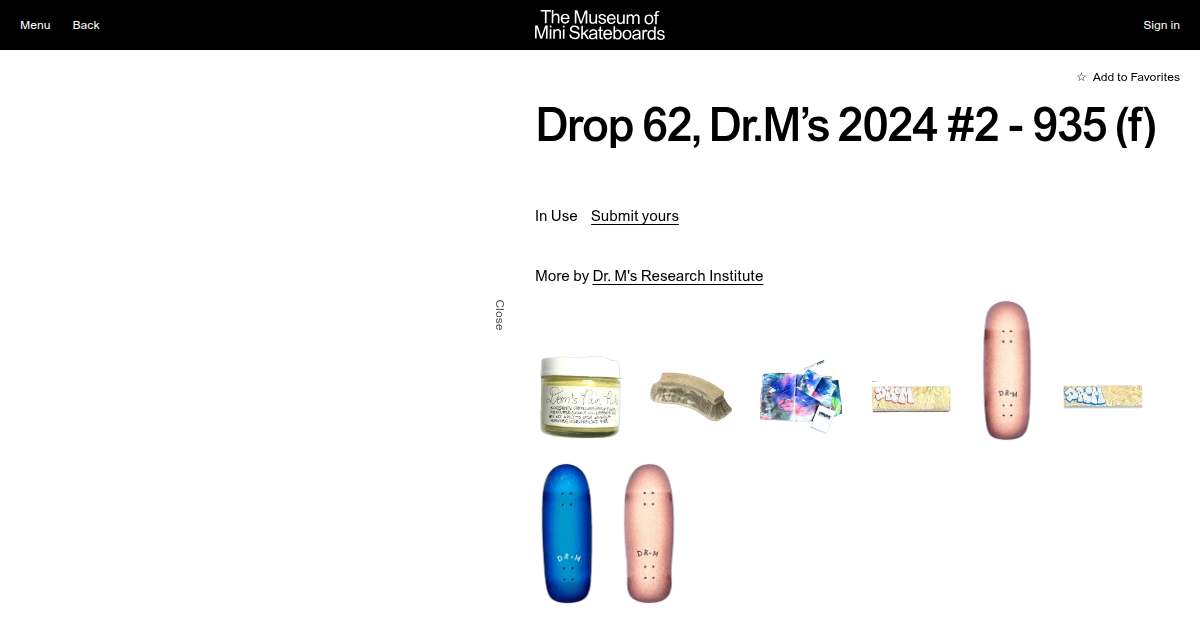 Menu
Back
The Museum of
Mini Skateboards
Sign in
☆ Add to Favorites
Drop 62, Dr.M’s 2024 #2 - 935 (f)
In Use
Submit yours
More by Dr. M's Research Institute
Close
DR•M
DR•M
DR•M